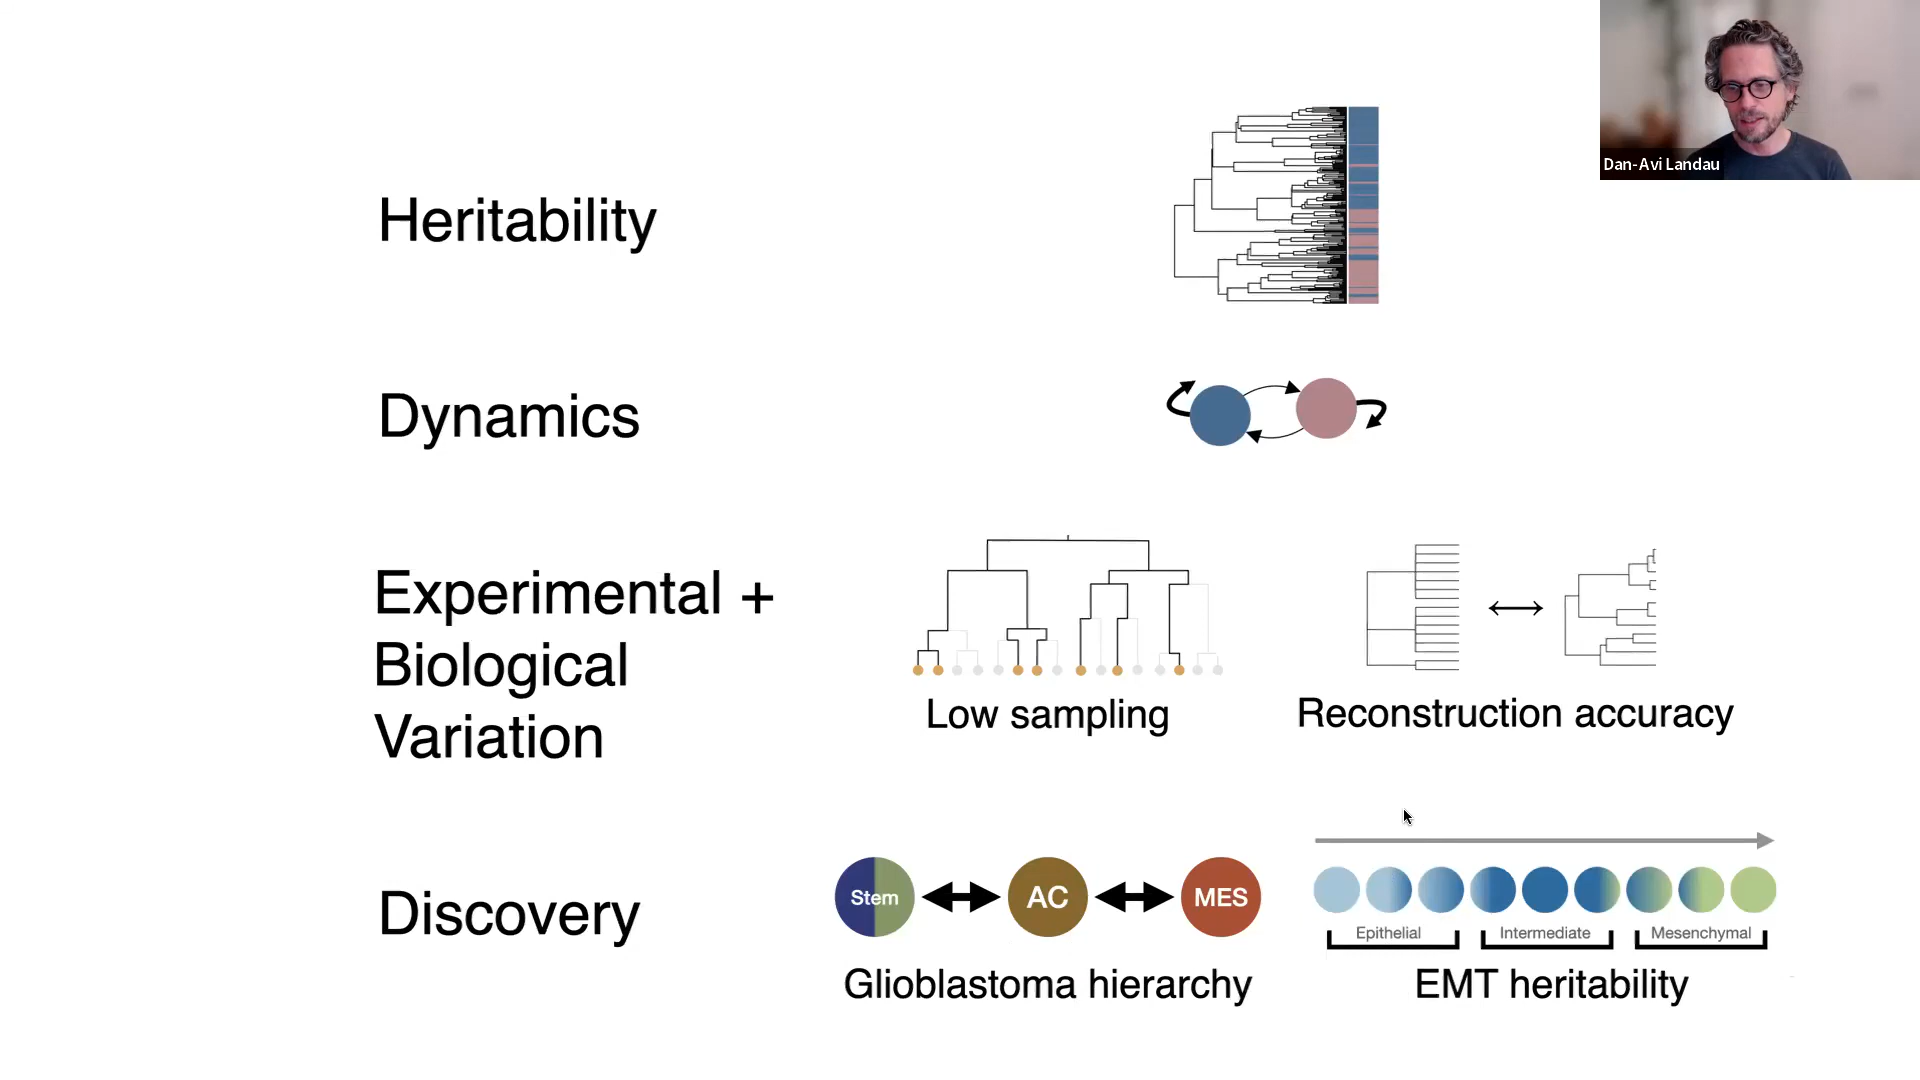 Dan-Avi Landau
Heritability
Dynamics
Experimental +
Biological
Variation
Low sampling
Reconstruction accuracy
Discovery
Stem
AC
MES
Glioblastoma hierarchy
Epithelial
Intermediate
Mesenchymal
EMT heritability